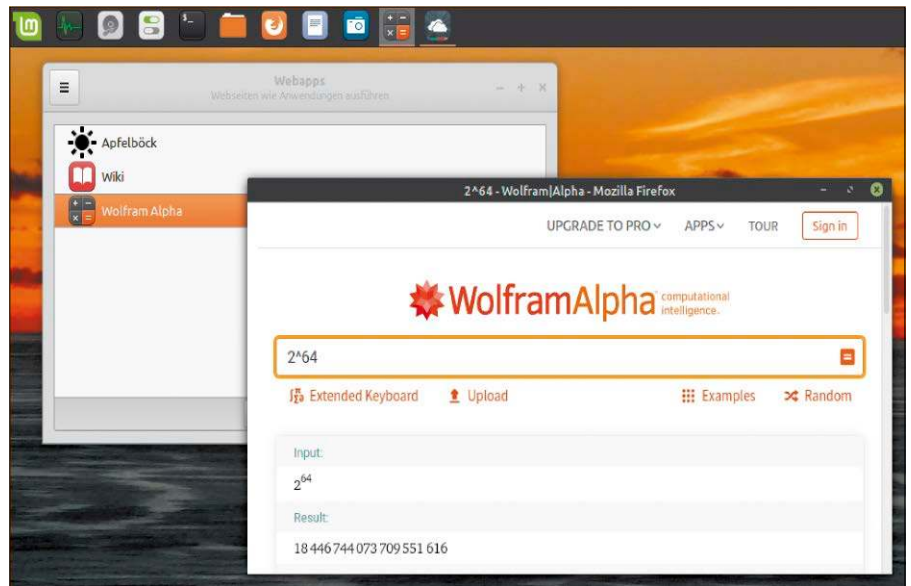 Webapps
Webseiten wie Anwendungen ausführen
Apfelböck
Wiki
Wolfram Alpha
2^64 - Wolfram|Alpha - Mozilla Firefox
UPGRADE TO PRO APPS TOUR Sign in
WolframAlpha computational intelligence.
2^64
Extended Keyboard Upload Examples Random
Input:
2^64
Result:
18 446 744 073 709 551 616